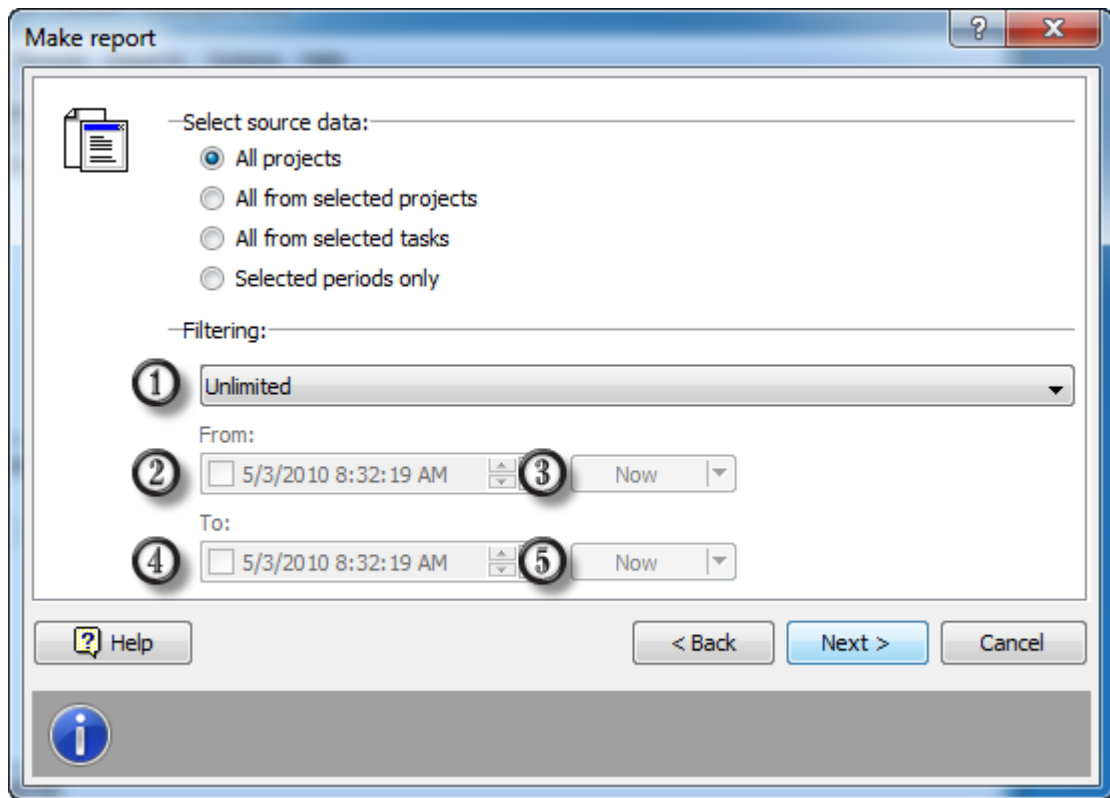 Make report
Select source data:
All projects
All from selected projects
All from selected tasks
Selected periods only
Filtering:
1 Unlimited
From:
2 5/3/2010 8:32:19 AM 3 Now
To:
4 5/3/2010 8:32:19 AM 5 Now
Help < Back Next > Cancel